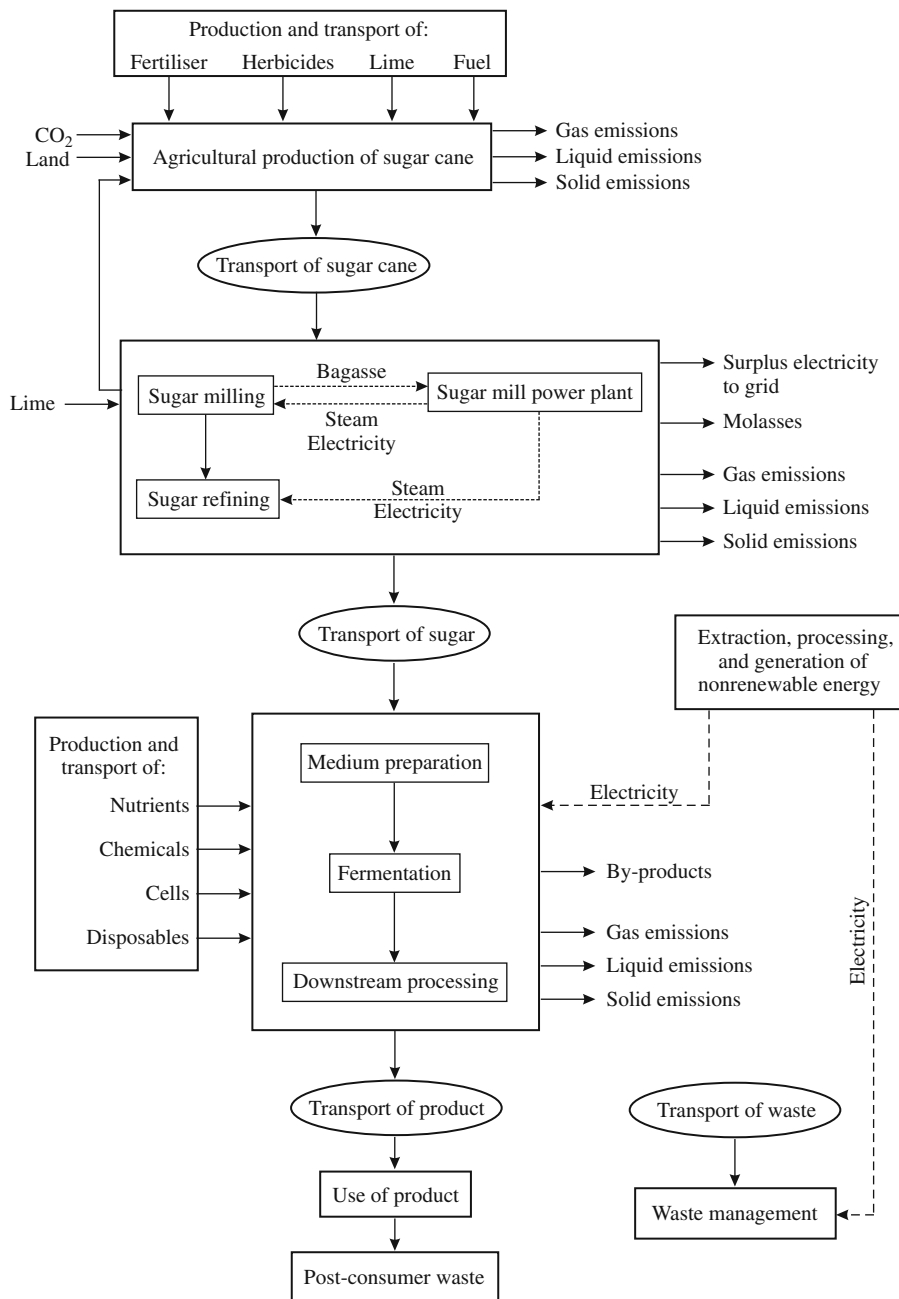 Production and transport of:
Fertiliser Herbicides Lime Fuel
CO₂
Land
Agricultural production of sugar cane
Gas emissions
Liquid emissions
Solid emissions
Transport of sugar cane
Lime
Sugar milling
Bagasse
Steam
Electricity
Sugar mill power plant
Sugar refining
Steam
Electricity
Surplus electricity
to grid
Molasses
Gas emissions
Liquid emissions
Solid emissions
Transport of sugar
Extraction, processing,
and generation of
nonrenewable energy
Production and
transport of:
Nutrients
Chemicals
Cells
Disposables
Medium preparation
Fermentation
Downstream processing
Electricity
By-products
Gas emissions
Liquid emissions
Solid emissions
Electricity
Transport of product
Use of product
Post-consumer waste
Transport of waste
Waste management